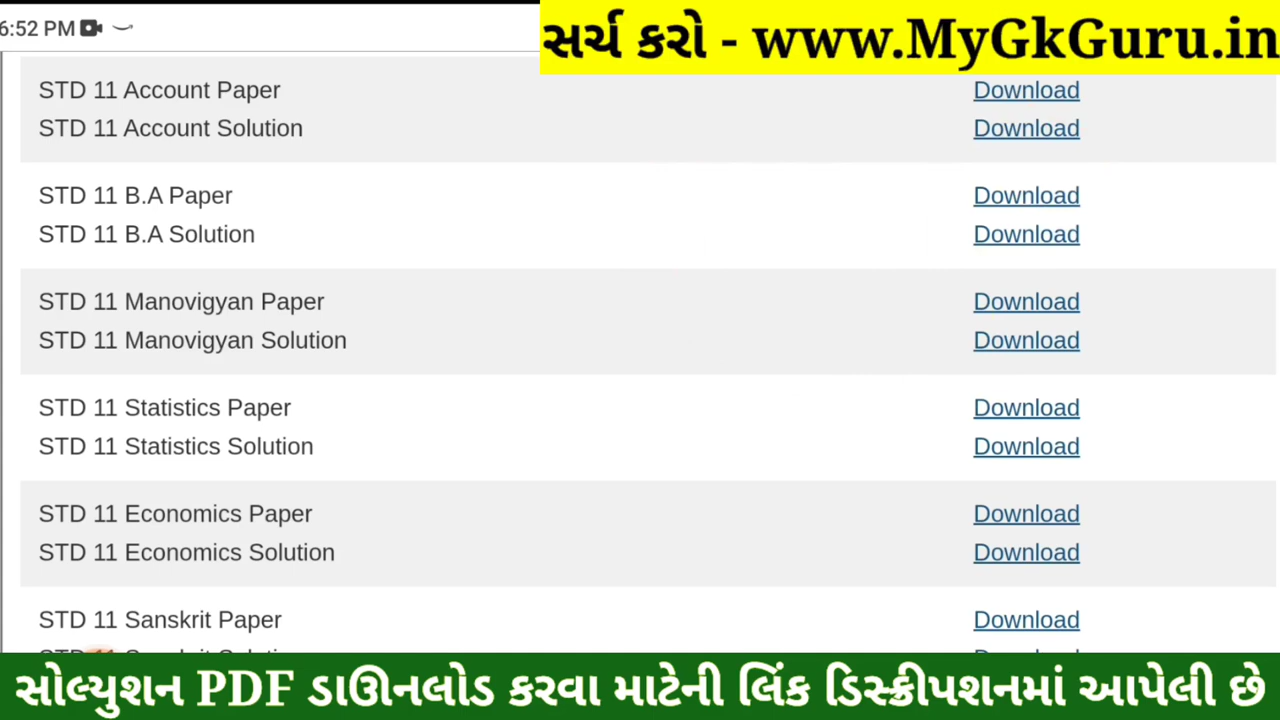 6:52 PM
સર્ચ કરો - www.MyGkGuru.in
STD 11 Account Paper Download
STD 11 Account Solution Download
STD 11 B.A Paper Download
STD 11 B.A Solution Download
STD 11 Manovigyan Paper Download
STD 11 Manovigyan Solution Download
STD 11 Statistics Paper Download
STD 11 Statistics Solution Download
STD 11 Economics Paper Download
STD 11 Economics Solution Download
STD 11 Sanskrit Paper Download
સોલ્યુશન PDF ડાઊનલોડ કરવા માટેની લિંક ડિસ્ક્રીપશનમાં આપેલી છે